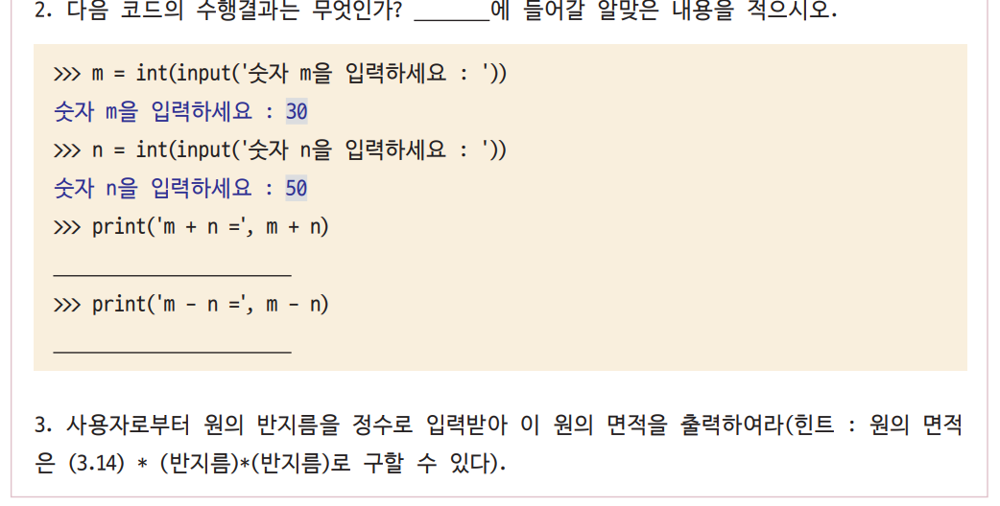 2. 다음 코드의 수행결과는 무엇인가? _______에 들어갈 알맞은 내용을 적으시오.
>>> m = int(input('숫자 m을 입력하세요 : '))
숫자 m을 입력하세요 : 30
>>> n = int(input('숫자 n을 입력하세요 : '))
숫자 n을 입력하세요 : 50
>>> print('m + n =', m + n)
______________________
>>> print('m - n =', m - n)
______________________
3. 사용자로부터 원의 반지름을 정수로 입력받아 이 원의 면적을 출력하여라(힌트 : 원의 면적
은 (3.14) * (반지름)*(반지름)로 구할 수 있다).